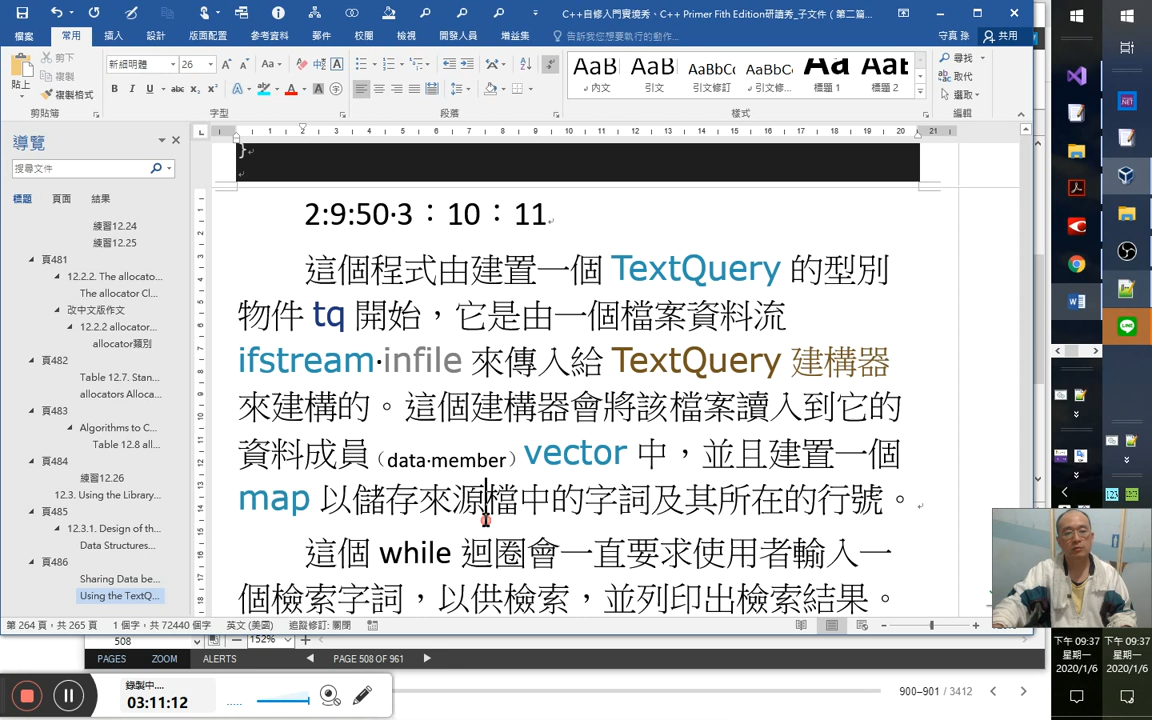 C++自修入門實境秀、C++ Primer Fith Edition研讀秀_子文件（第二篇...
檔案 常用 插入 設計 版面配置 參考資料 郵件 校閱 檢視 開發人員 增益集 告訴我您想要執行的動作... 守真 孫 共用
貼上 剪下 複製 複製格式
新細明體 26
AaB AaB AaBbCc AaBbC Aa AaE
內文 引文 引文修訂 引文修... 標題 1 標題 2
尋找 取代 選取
剪貼簿 字型 段落 樣式 編輯
導覽
搜尋文件
標題 頁面 結果
練習12.24
練習12.25
頁481
12.2.2. The allocato...
The allocator Cl...
改中文版作文
12.2.2 allocator...
allocator類別
頁482
Table 12.7. Stan...
allocators Alloca...
頁483
Algorithms to C...
Table 12.8 all...
頁484
練習12.26
12.3. Using the Library...
頁485
12.3.1. Design of th...
Data Structures...
頁486
Sharing Data be...
Using the TextQ...
}
2:9:50·3：10：11
這個程式由建置一個 TextQuery 的型別
物件 tq 開始，它是由一個檔案資料流
ifstream·infile 來傳入給 TextQuery 建構器
來建構的。這個建構器會將該檔案讀入到它的
資料成員（data·member）vector 中，並且建置一個
map 以儲存來源檔中的字詞及其所在的行號。
這個 while 迴圈會一直要求使用者輸入一
個檢索字詞，以供檢索，並列印出檢索結果。
第 264 頁，共 265 頁 1 個字，共 72440 個字 英文 (美國) 追蹤修訂: 關閉
508 152%
PAGES ZOOM ALERTS PAGE 508 OF 961
錄製中....
03:11:12
900–901 / 3412
下午 09:37
星期一
2020/1/6
下午 09:37
星期一
2020/1/6